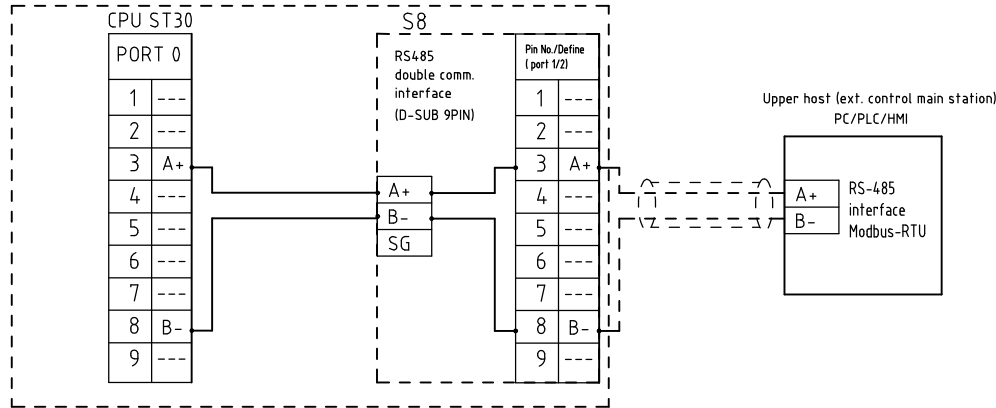 CPU ST30
PORT 0
1 ---
2 ---
3 A+
4 ---
5 ---
6 ---
7 ---
8 B-
9 ---
S8
RS485
double comm.
interface
(D-SUB 9PIN)
A+
B-
SG
Pin No./Define
(port 1/2)
1 ---
2 ---
3 A+
4 ---
5 ---
6 ---
7 ---
8 B-
9 ---
Upper host (ext. control main station)
PC/PLC/HMI
A+
B-
RS-485
interface
Modbus-RTU